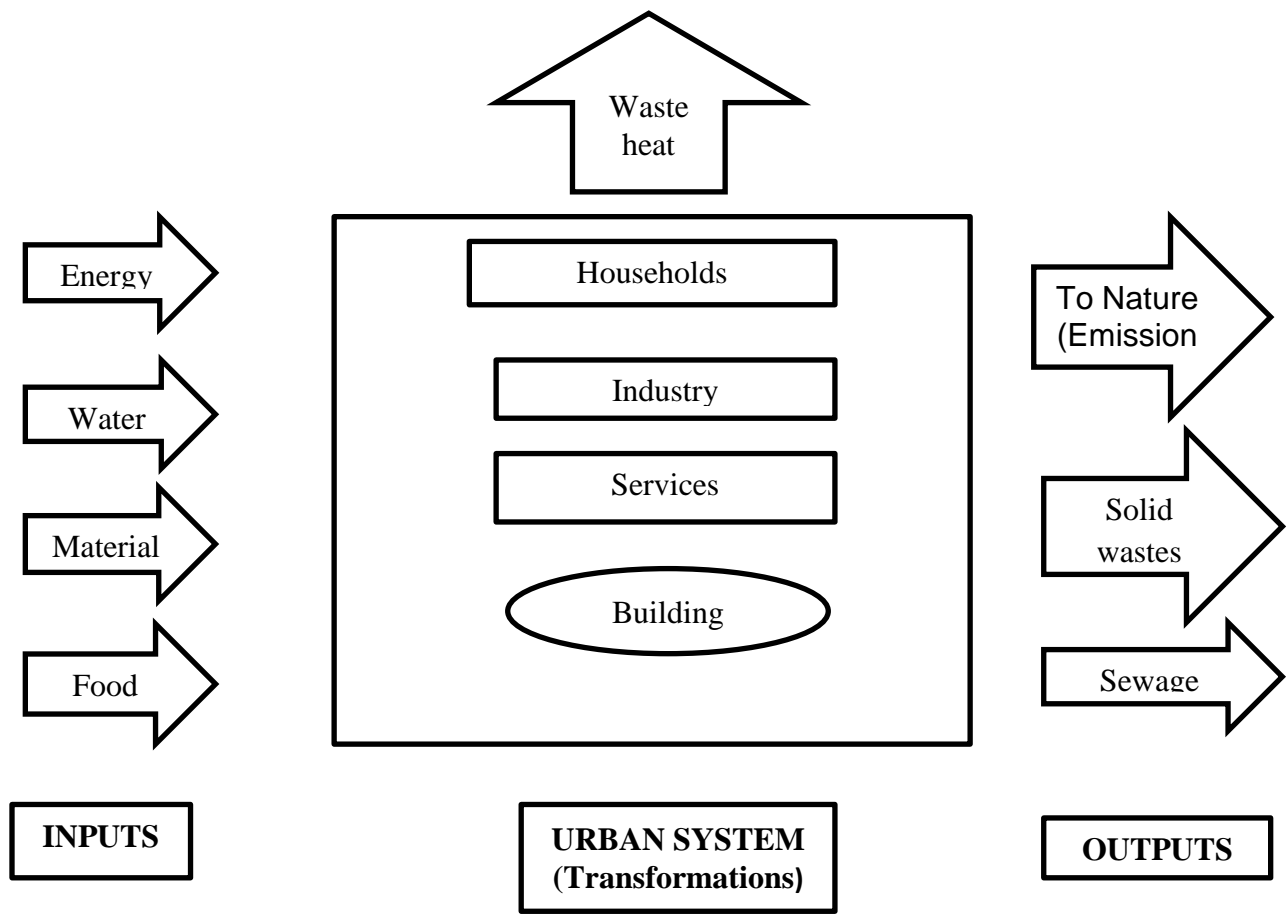 Waste
heat
Energy
Water
Material
Food
Households
Industry
Services
Building
To Nature
(Emission
Solid
wastes
Sewage
INPUTS
URBAN SYSTEM
(Transformations)
OUTPUTS